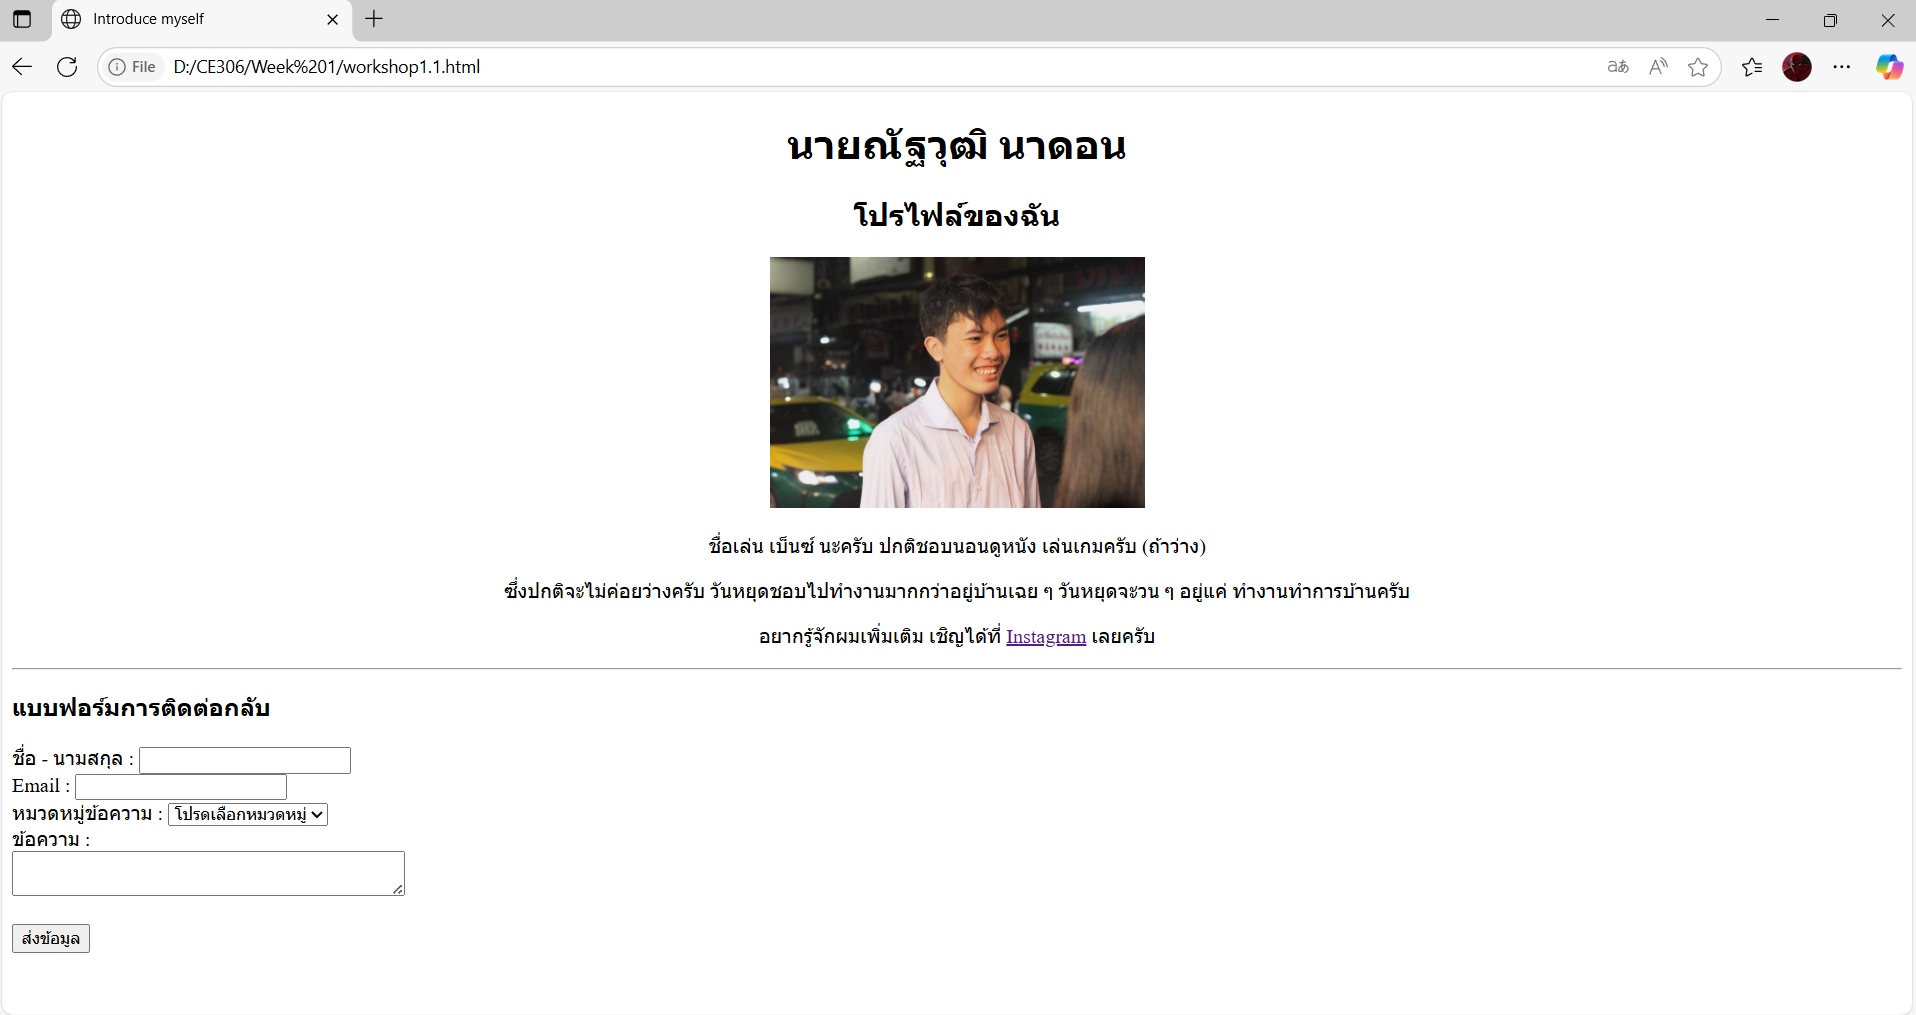 Introduce myself
File D:/CE306/Week%201/workshop1.1.html
นายณัฐวุฒิ นาดอน
โปรไฟล์ของฉัน
ชื่อเล่น เบ็นซ์ นะครับ ปกติชอบนอนดูหนัง เล่นเกมครับ (ถ้าว่าง)
ซึ่งปกติจะไม่ค่อยว่างครับ วันหยุดชอบไปทำงานมากกว่าอยู่บ้านเฉย ๆ วันหยุดจะวน ๆ อยู่แค่ ทำงานทำการบ้านครับ
อยากรู้จักผมเพิ่มเติม เชิญได้ที่ Instagram เลยครับ
แบบฟอร์มการติดต่อกลับ
ชื่อ - นามสกุล :
Email :
หมวดหมู่ข้อความ : โปรดเลือกหมวดหมู่
ข้อความ :
ส่งข้อมูล